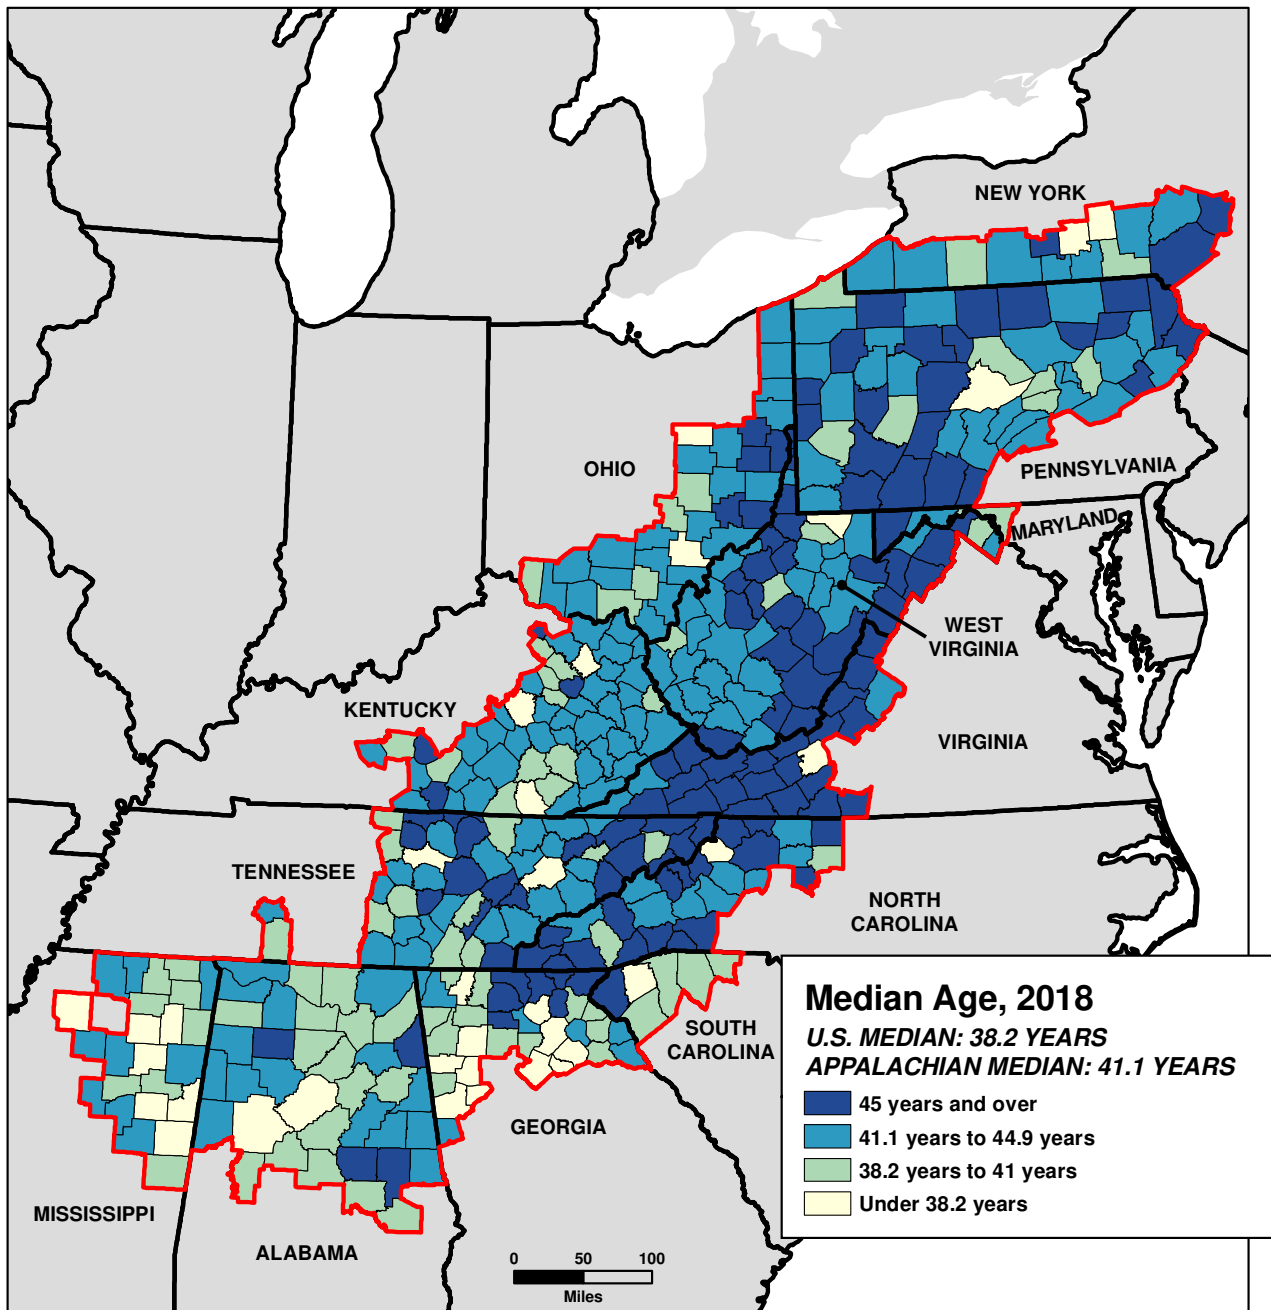 NEW YORK
OHIO
PENNSYLVANIA
MARYLAND
WEST
VIRGINIA
KENTUCKY
VIRGINIA
TENNESSEE
NORTH
CAROLINA
SOUTH
CAROLINA
GEORGIA
MISSISSIPPI
ALABAMA
Median Age, 2018
U.S. MEDIAN: 38.2 YEARS
APPALACHIAN MEDIAN: 41.1 YEARS
45 years and over
41.1 years to 44.9 years
38.2 years to 41 years
Under 38.2 years
0 50 100
Miles